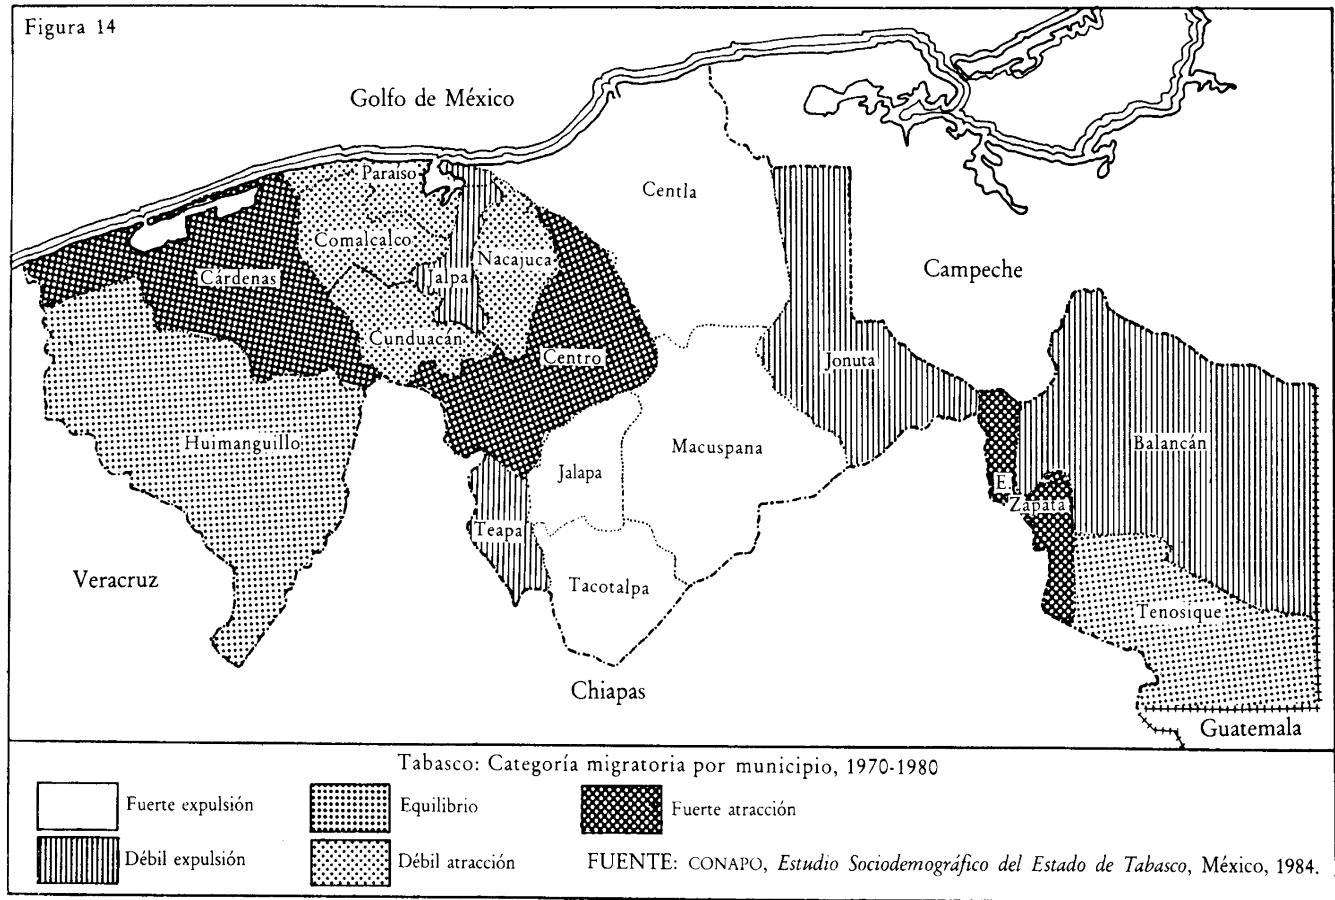 Figura 14
Golfo de México
Paraíso
Centla
Comalcalco
Nacajuca
Jalpa
Cárdenas
Campeche
Cunduacán
Centro
Jonuta
Huimanguillo
Macuspana
Balancán
Jalapa
E.
Zapata
Teapa
Veracruz
Tacotalpa
Tenosique
Chiapas
Guatemala
Tabasco: Categoría migratoria por municipio, 1970-1980
Fuerte expulsión
Equilibrio
Fuerte atracción
Débil expulsión
Débil atracción
FUENTE: CONAPO, Estudio Sociodemográfico del Estado de Tabasco, México, 1984.